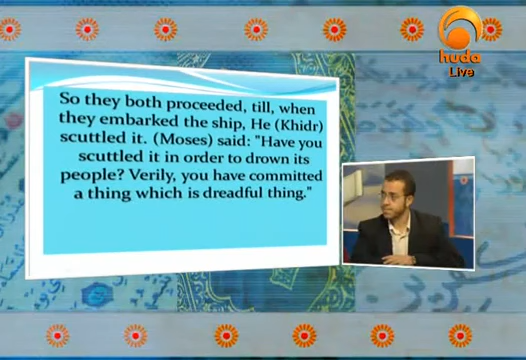 huda
Live
So they both proceeded, till, when
they embarked the ship, He (Khidr)
scuttled it. (Moses) said: "Have you
scuttled it in order to drown its
people? Verily, you have committed
a thing which is dreadful thing."